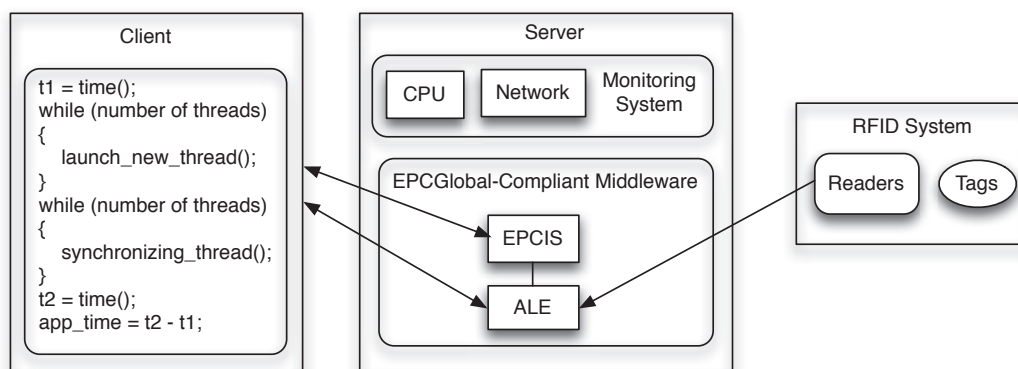 Client
t1 = time();
while (number of threads)
{
launch_new_thread();
}
while (number of threads)
{
synchronizing_thread();
}
t2 = time();
app_time = t2 - t1;
Server
CPU
Network
Monitoring
System
EPCGlobal-Compliant Middleware
EPCIS
ALE
RFID System
Readers
Tags